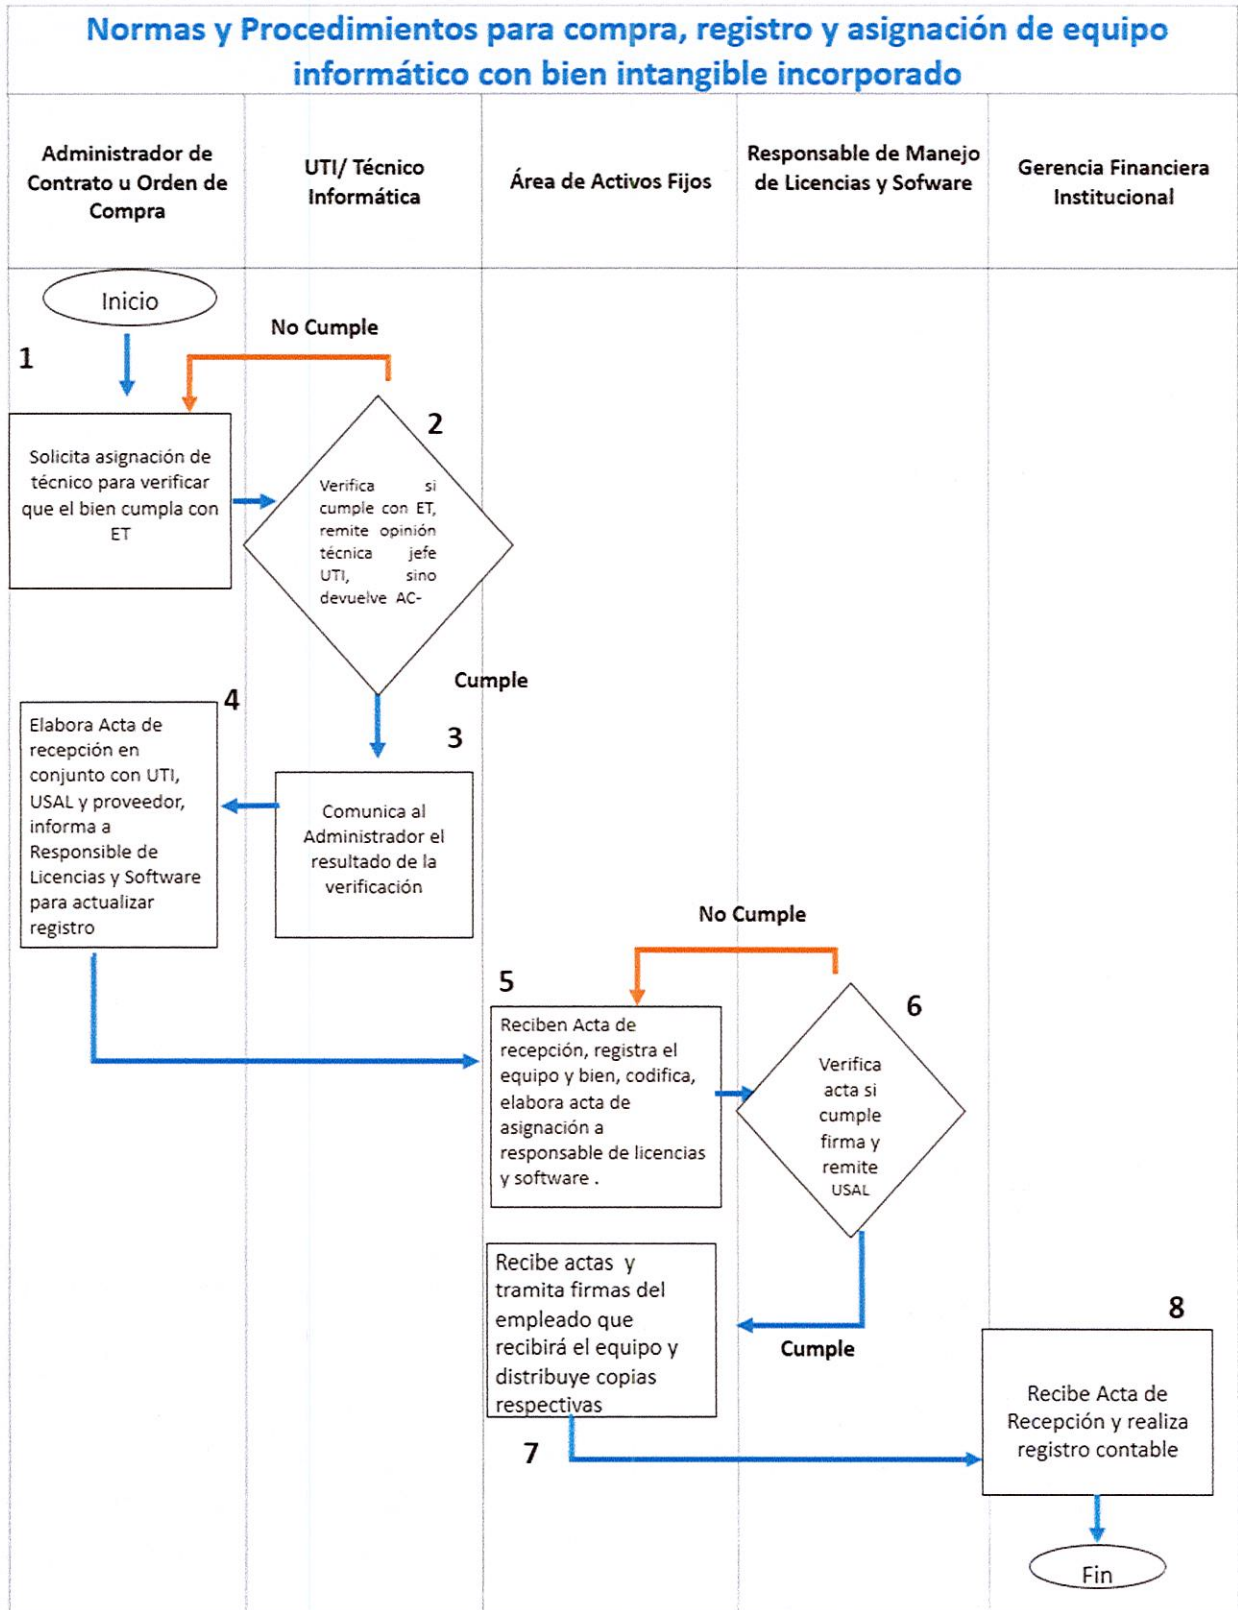 Normas y Procedimientos para compra, registro y asignación de equipo
informático con bien intangible incorporado
Administrador de
Contrato u Orden de
Compra
UTI/ Técnico
Informática
Área de Activos Fijos
Responsable de Manejo
de Licencias y Sofware
Gerencia Financiera
Institucional
Inicio
No Cumple
1
Solicita asignación de
técnico para verificar
que el bien cumpla con
ET
2
Verifica si
cumple con ET,
remite opinión
técnica jefe
UTI, sino
devuelve AC-
Cumple
3
Comunica al
Administrador el
resultado de la
verificación
4
Elabora Acta de
recepción en
conjunto con UTI,
USAL y proveedor,
informa a
Responsible de
Licencias y Software
para actualizar
registro
No Cumple
5
Reciben Acta de
recepción, registra el
equipo y bien, codifica,
elabora acta de
asignación a
responsable de licencias
y software .
6
Verifica
acta si
cumple
firma y
remite
USAL
Cumple
Recibe actas y
tramita firmas del
empleado que
recibirá el equipo y
distribuye copias
respectivas
7
8
Recibe Acta de
Recepción y realiza
registro contable
Fin